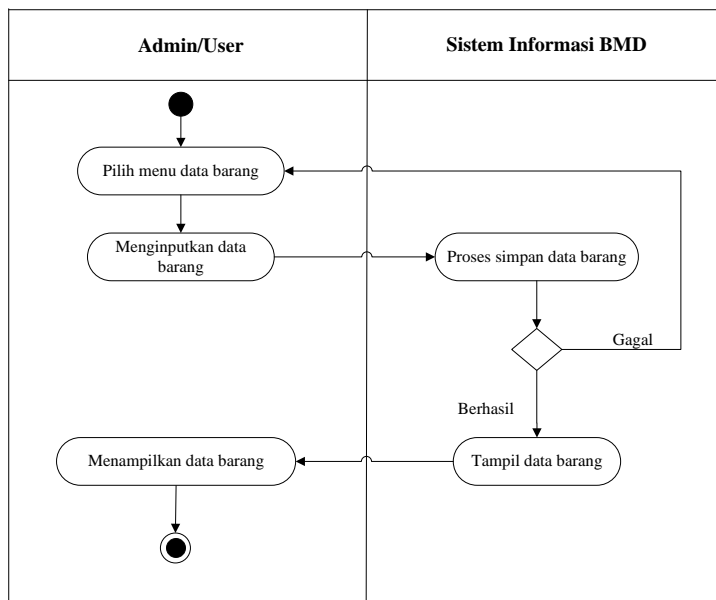 Admin/User
Sistem Informasi BMD
Pilih menu data barang
Menginputkan data
barang
Proses simpan data barang
Gagal
Berhasil
Menampilkan data barang
Tampil data barang